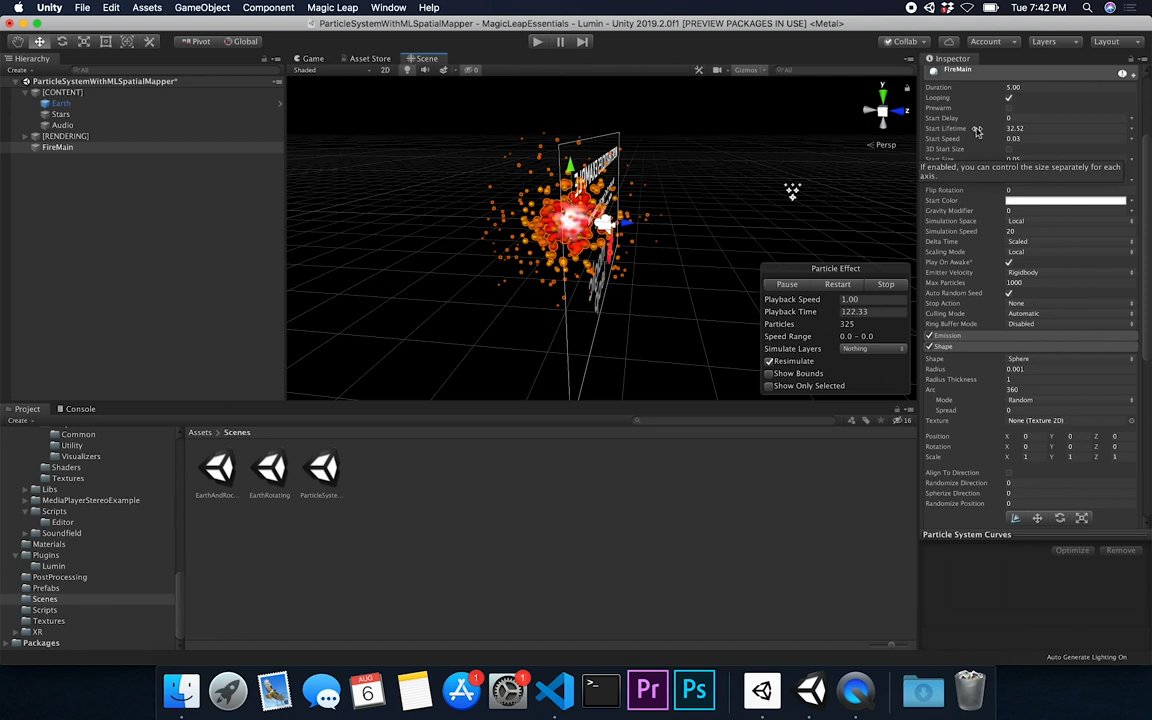 Unity File Edit Assets GameObject Component Magic Leap Window Help Tue 7:42 PM
ParticleSystemWithMLSpatialMapper - MagicLeapEssentials - Lumin - Unity 2019.2.0f1 [PREVIEW PACKAGES IN USE] <Metal>
Pivot Global Collab Account Layers Layout
Hierarchy
Create All
ParticleSystemWithMLSpatialMapper*
[CONTENT]
Earth
Stars
Audio
[RENDERING]
FireMain
Game Asset Store Scene
Shaded 2D 0 Gizmos All
y
z
Persp
Particle Effect
Pause Restart Stop
Playback Speed 1.00
Playback Time 122.33
Particles 325
Speed Range 0.0 - 0.0
Simulate Layers Nothing
Resimulate
Show Bounds
Show Only Selected
Inspector
FireMain
Duration 5.00
Looping
Prewarm
Start Delay 0
Start Lifetime 32.52
Start Speed 0.03
3D Start Size
Start Size 0.05
If enabled, you can control the size separately for each
axis.
Flip Rotation 0
Start Color
Gravity Modifier 0
Simulation Space Local
Simulation Speed 20
Delta Time Scaled
Scaling Mode Local
Play On Awake*
Emitter Velocity Rigidbody
Max Particles 1000
Auto Random Seed
Stop Action None
Culling Mode Automatic
Ring Buffer Mode Disabled
Emission
Shape
Shape Sphere
Radius 0.001
Radius Thickness 1
Arc 360
Mode Random
Spread 0
Texture None (Texture 2D)
Position X 0 Y 0 Z 0
Rotation X 0 Y 0 Z 0
Scale X 1 Y 1 Z 1
Align To Direction
Randomize Direction 0
Spherize Direction 0
Randomize Position 0
Particle System Curves
Optimize Remove
Project Console
Create 16
Common
Utility
Visualizers
Shaders
Textures
Libs
MediaPlayerStereoExample
Scripts
Editor
Soundfield
Materials
Plugins
Lumin
PostProcessing
Prefabs
Scenes
Scripts
Textures
XR
Packages
Assets > Scenes
EarthAndRoc... EarthRotating ParticleSyste...
Auto Generate Lighting On
AUG
6
1
1
>_
Pr
Ps